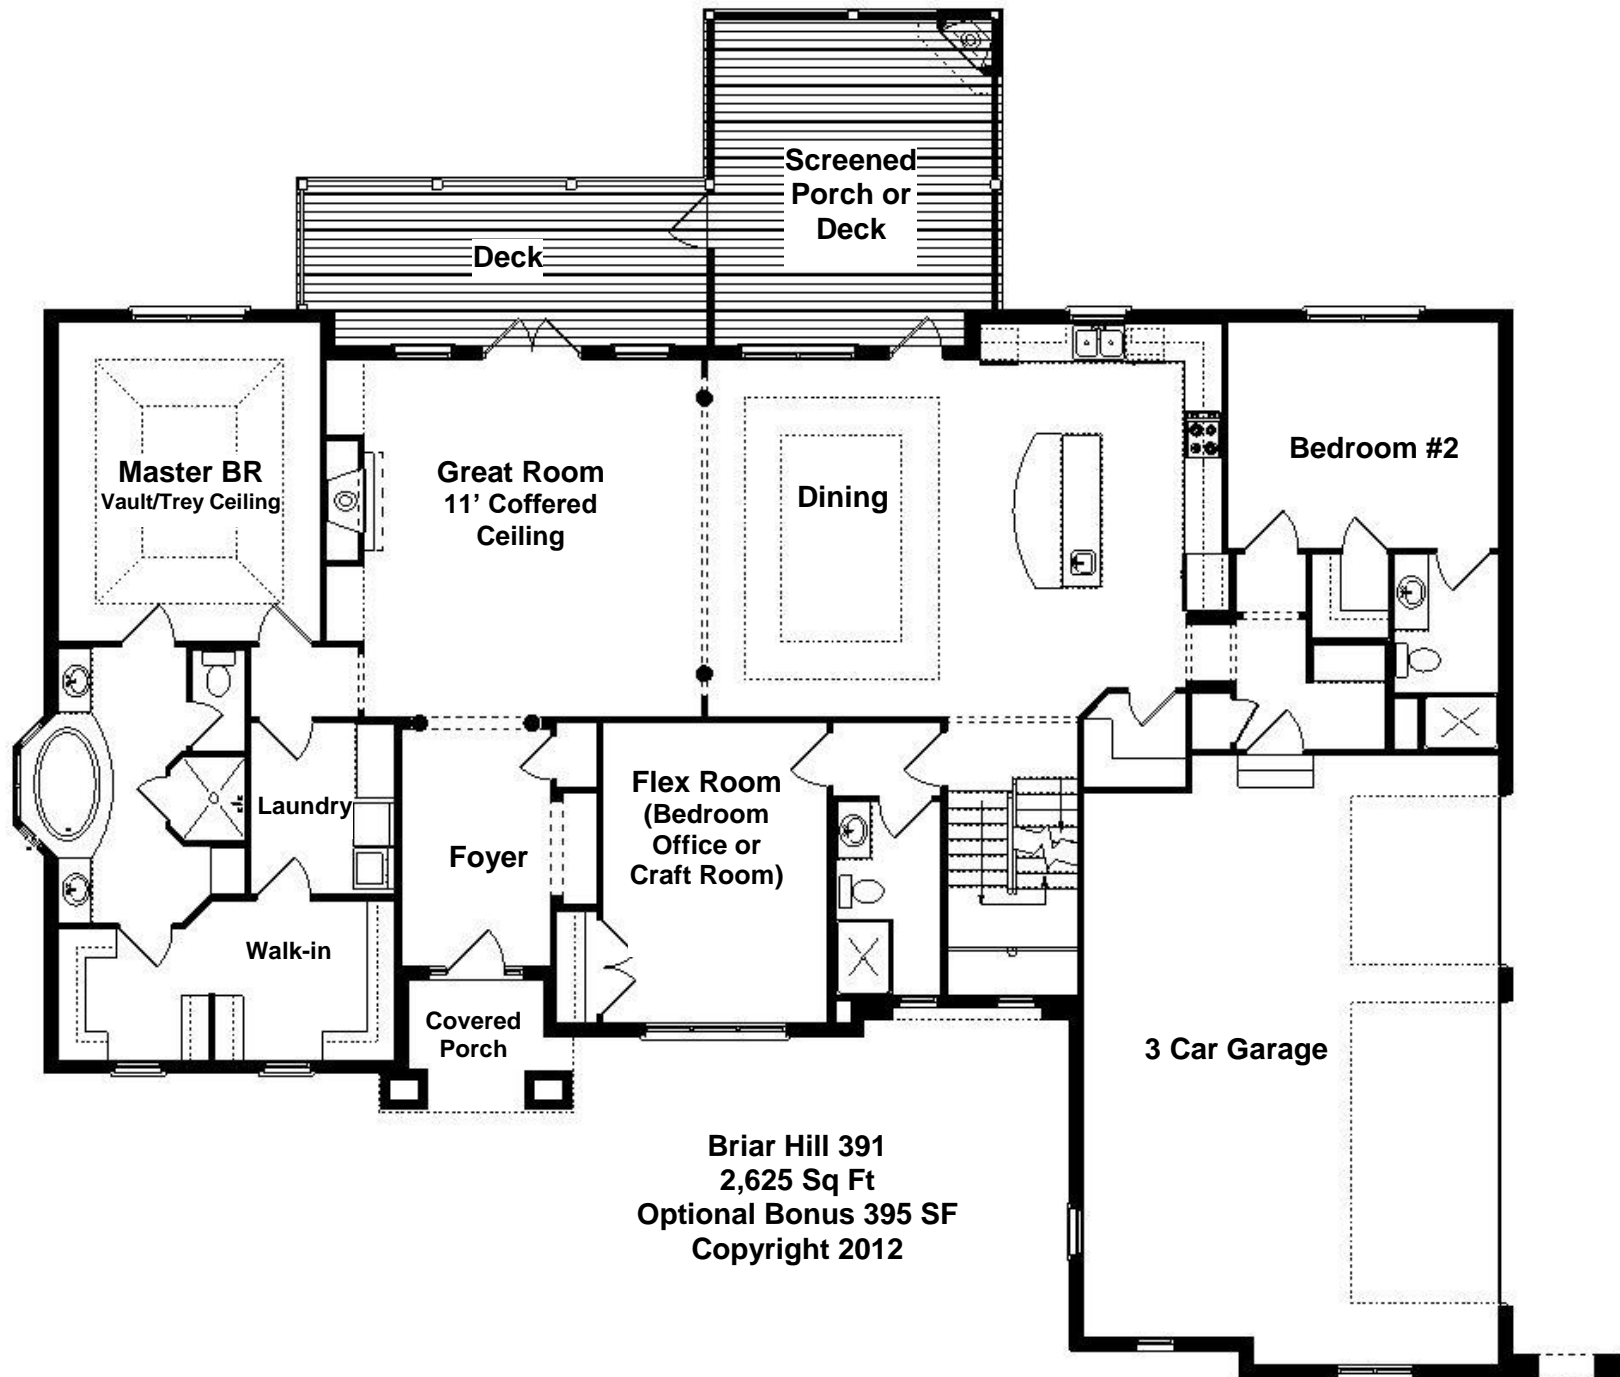 Screened
Porch or
Deck
Deck
Master BR
Vault/Trey Ceiling
Great Room
11’ Coffered
Ceiling
Dining
Bedroom #2
Laundry
Foyer
Flex Room
(Bedroom
Office or
Craft Room)
Walk-in
Covered
Porch
3 Car Garage
Briar Hill 391
2,625 Sq Ft
Optional Bonus 395 SF
Copyright 2012